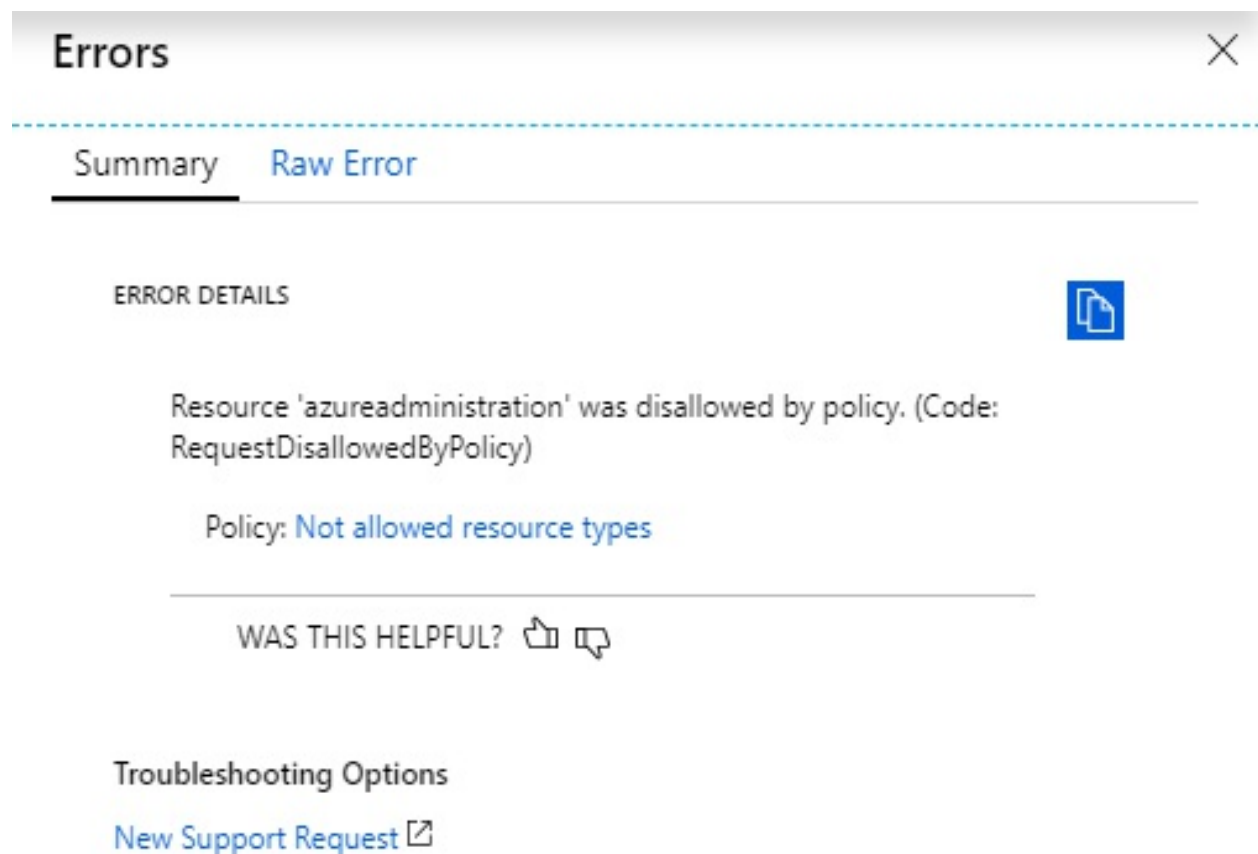 Errors
Summary Raw Error
ERROR DETAILS
Resource 'azureadministration' was disallowed by policy. (Code:
RequestDisallowedByPolicy)
Policy: Not allowed resource types
WAS THIS HELPFUL?
Troubleshooting Options
New Support Request